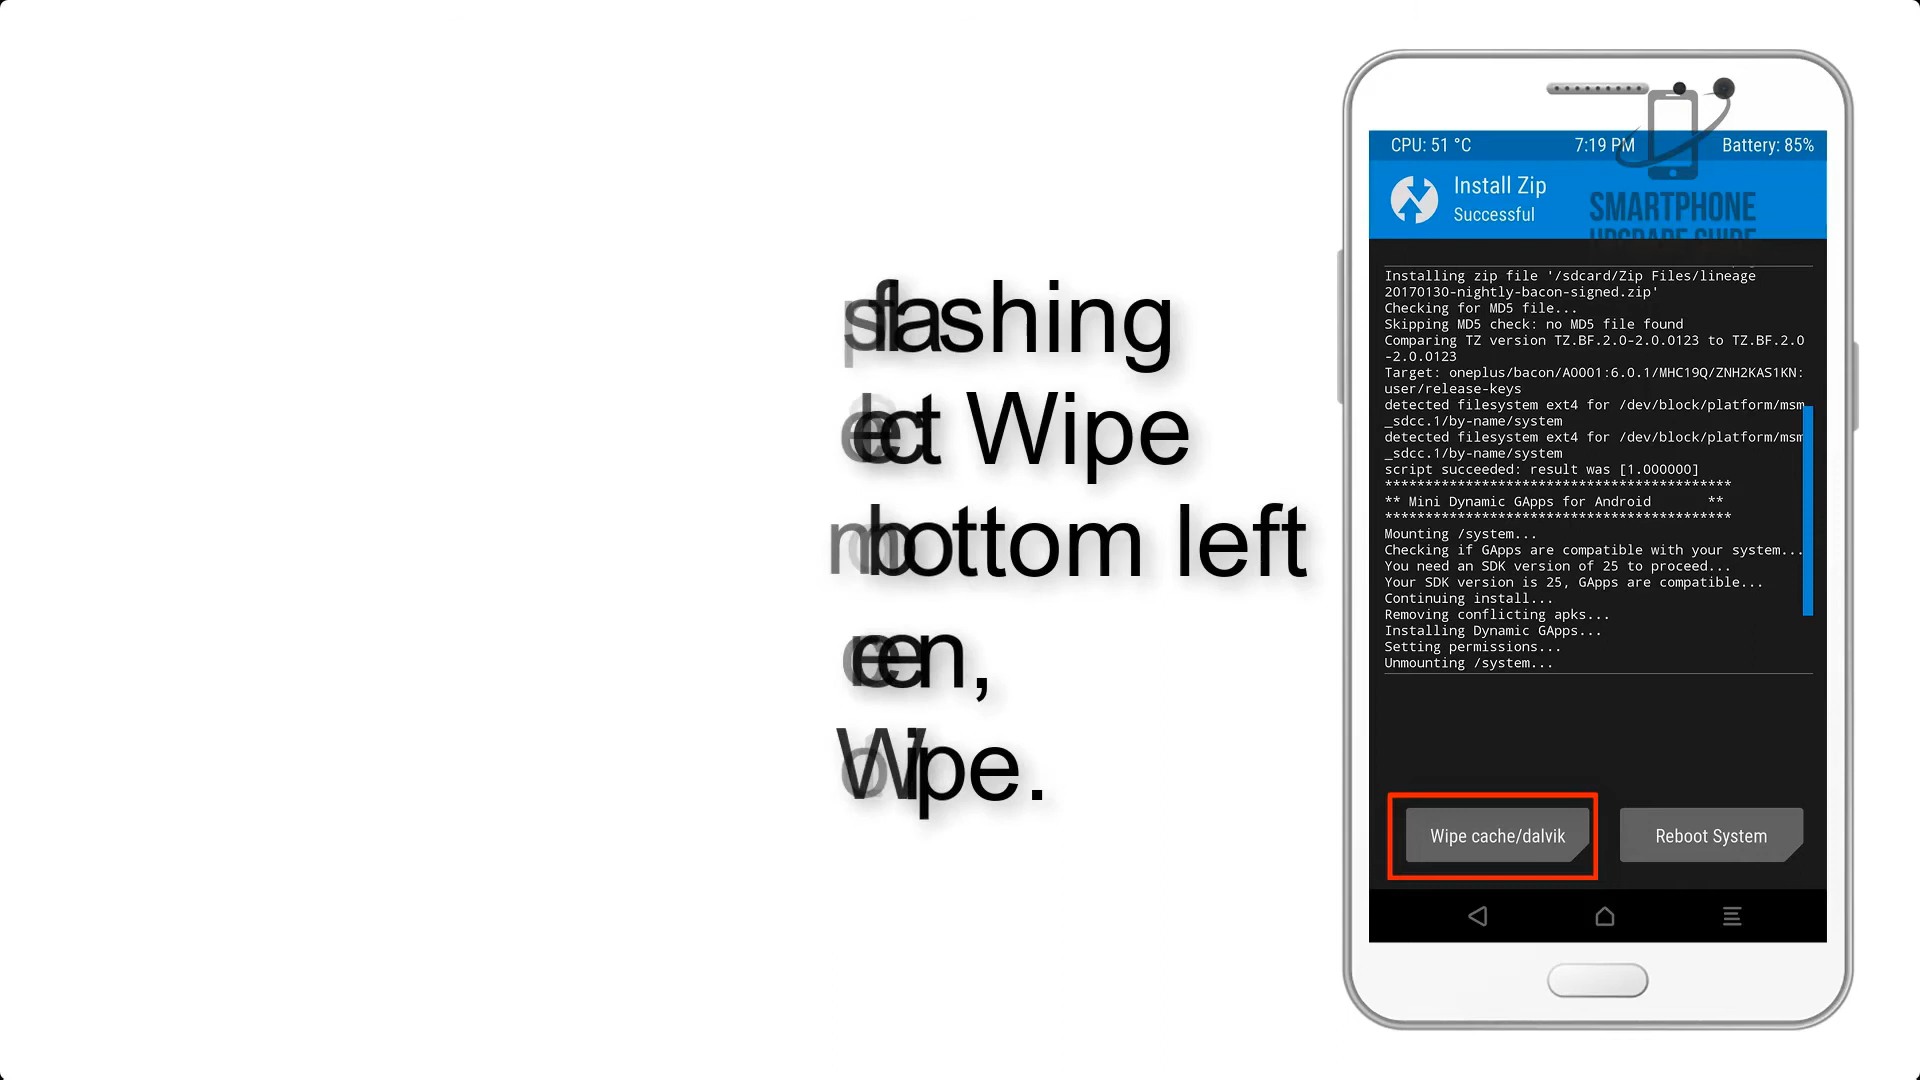 flashing
Wipe
bottom left
Wipe.
CPU: 51 °C 7:19 PM Battery: 85%
Install Zip
Successful
SMARTPHONE
UPGRADE GUIDE
Installing zip file '/sdcard/Zip Files/lineage
20170130-nightly-bacon-signed.zip'
Checking for MD5 file...
Skipping MD5 check: no MD5 file found
Comparing TZ version TZ.BF.2.0-2.0.0123 to TZ.BF.2.0
-2.0.0123
Target: oneplus/bacon/A0001:6.0.1/MHC19Q/ZNH2KAS1KN:
user/release-keys
detected filesystem ext4 for /dev/block/platform/msm
_sdcc.1/by-name/system
detected filesystem ext4 for /dev/block/platform/msm
_sdcc.1/by-name/system
script succeeded: result was [1.000000]
*******************************************
** Mini Dynamic GApps for Android **
*******************************************
Mounting /system...
Checking if GApps are compatible with your system...
You need an SDK version of 25 to proceed...
Your SDK version is 25, GApps are compatible...
Continuing install...
Removing conflicting apks...
Installing Dynamic GApps...
Setting permissions...
Unmounting /system...
Wipe cache/dalvik
Reboot System